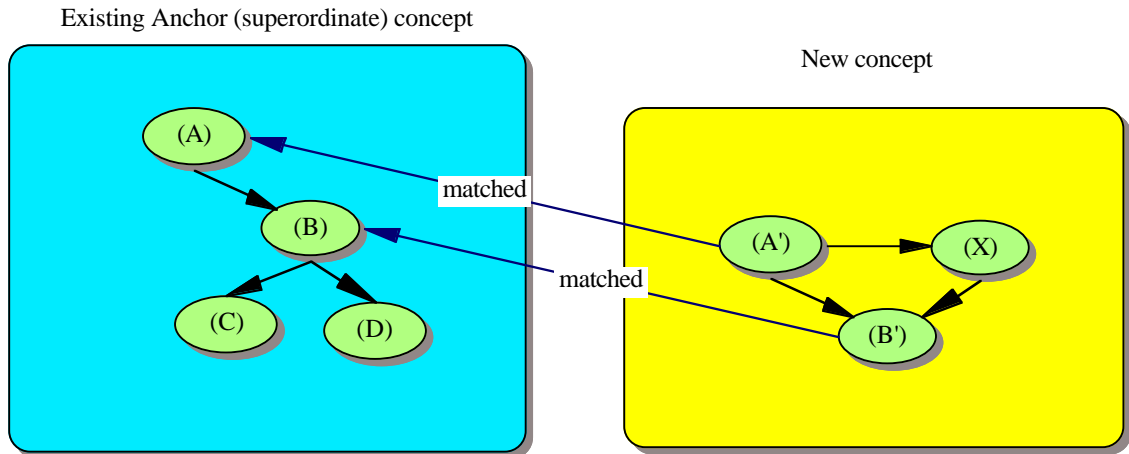 Existing Anchor (superordinate) concept
New concept
(A)
matched
(B)
(A')
(X)
matched
(C)
(D)
(B')